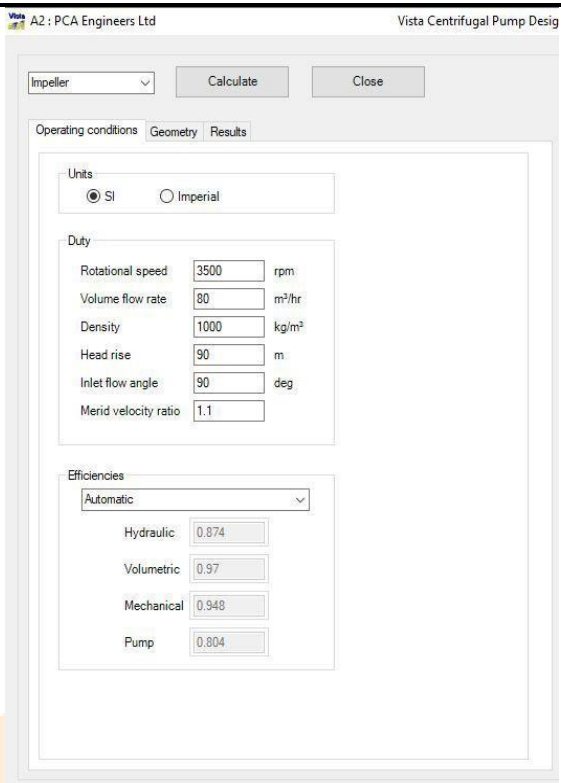 Vista A2 : PCA Engineers Ltd Vista Centrifugal Pump Desig
Impeller Calculate Close
Operating conditions Geometry Results
Units
SI Imperial
Duty
Rotational speed 3500 rpm
Volume flow rate 80 m³/hr
Density 1000 kg/m³
Head rise 90 m
Inlet flow angle 90 deg
Merid velocity ratio 1.1
Efficiencies
Automatic
Hydraulic 0.874
Volumetric 0.97
Mechanical 0.948
Pump 0.804